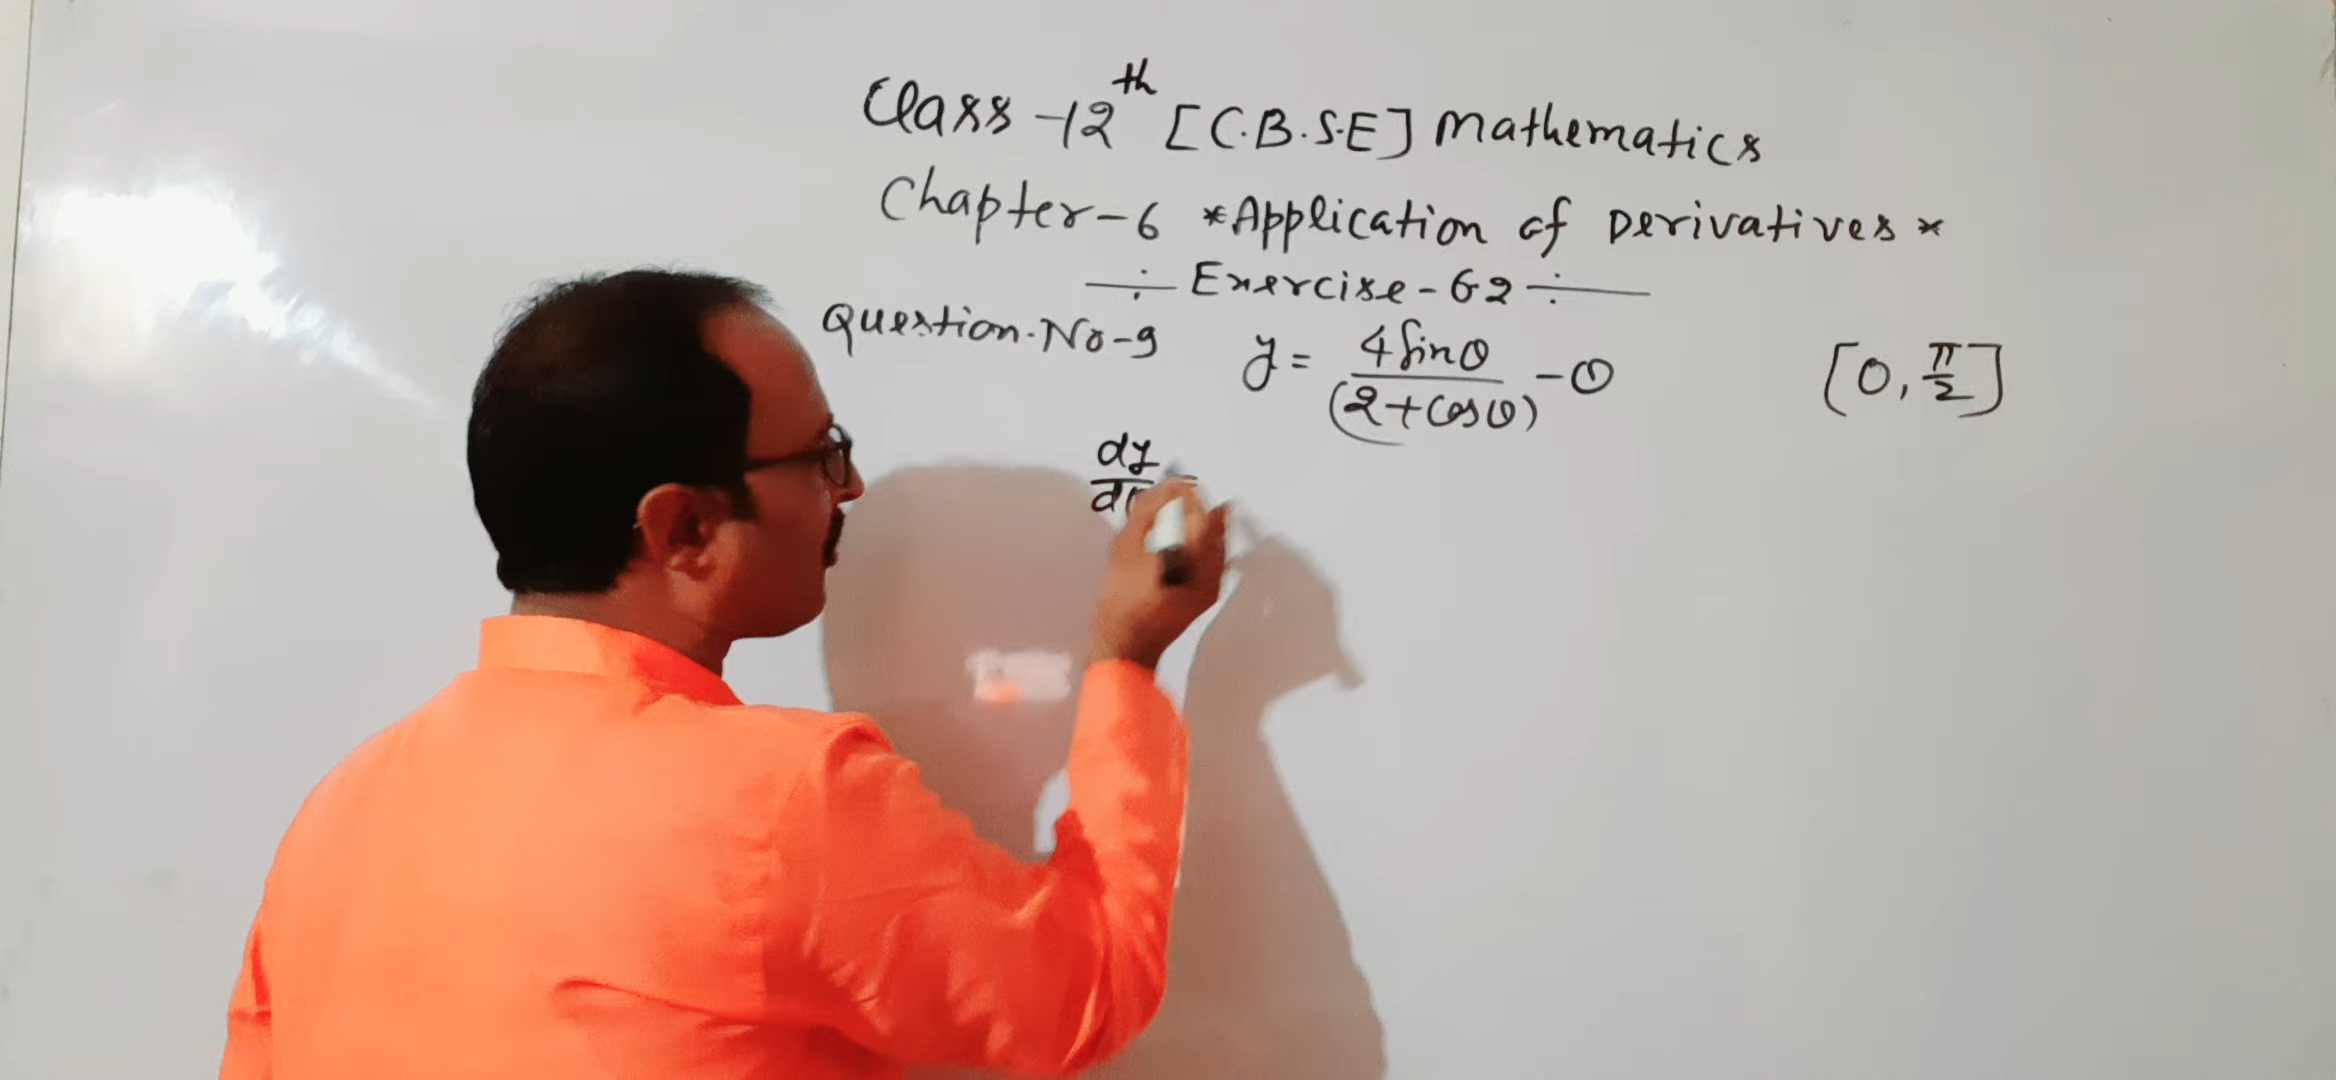 Class -12th [C.B.S.E] Mathematics
Chapter-6 *Application of Derivatives*
÷ Exercise-6.2 ÷
Question.No-9 y = 4 sinθ / (2+cosθ) - θ [0, π/2]
dy/d =